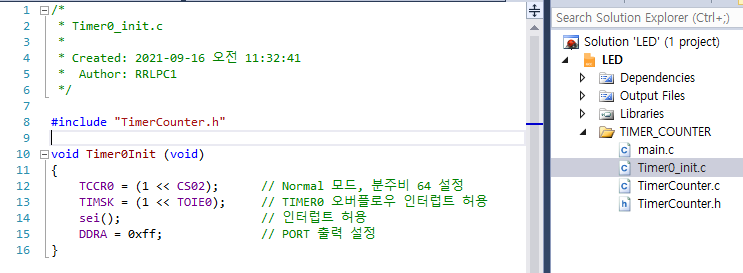 1 /*
2 * Timer0_init.c
3 *
4 * Created: 2021-09-16 오전 11:32:41
5 *  Author: RRLPC1
6 */
7
8 #include "TimerCounter.h"
9
10 void Timer0Init (void)
11 {
12 TCCR0 = (1 << CS02);      // Normal 모드, 분주비 64 설정
13 TIMSK = (1 << TOIE0);     // TIMER0 오버플로우 인터럽트 허용
14 sei();                    // 인터럽트 허용
15 DDRA = 0xff;              // PORT 출력 설정
16 }
Search Solution Explorer (Ctrl+;)
Solution 'LED' (1 project)
LED
Dependencies
Output Files
Libraries
TIMER_COUNTER
main.c
Timer0_init.c
TimerCounter.c
TimerCounter.h